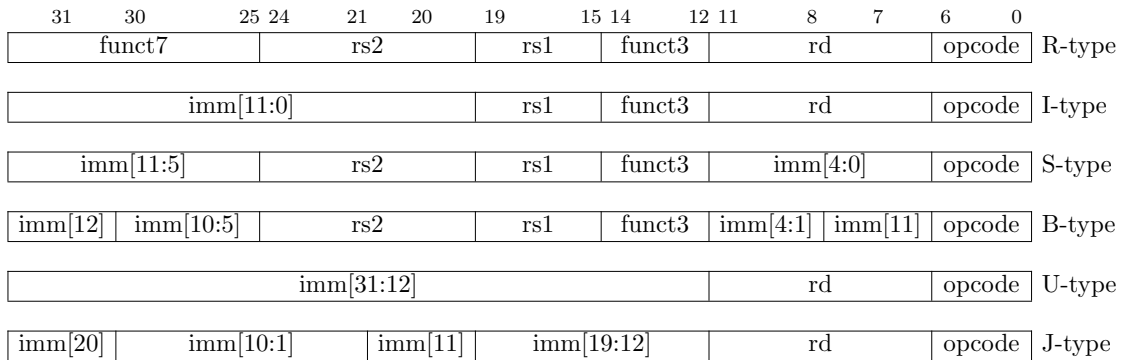 31 30 25 24 21 20 19 15 14 12 11 8 7 6 0
funct7 rs2 rs1 funct3 rd opcode R-type
imm[11:0] rs1 funct3 rd opcode I-type
imm[11:5] rs2 rs1 funct3 imm[4:0] opcode S-type
imm[12] imm[10:5] rs2 rs1 funct3 imm[4:1] imm[11] opcode B-type
imm[31:12] rd opcode U-type
imm[20] imm[10:1] imm[11] imm[19:12] rd opcode J-type